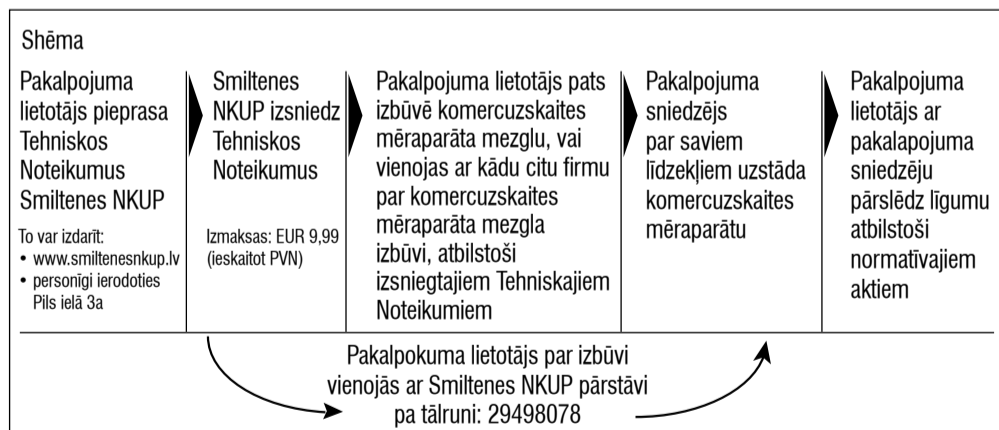 Shēma
Pakalpojuma
lietotājs pieprasa
Tehniskos
Noteikumus
Smiltenes NKUP
To var izdarīt:
• www.smiltenesnkup.lv
• personīgi ierodoties
Pils ielā 3a
Smiltenes
NKUP izsniedz
Tehniskos
Noteikumus
Izmaksas: EUR 9,99
(ieskaitot PVN)
Pakalpojuma lietotājs pats
izbūvē komercuzskaites
mēraparāta mezglu, vai
vienojas ar kādu citu firmu
par komercuzskaites
mēraparāta mezgla
izbūvi, atbilstoši
izsniegtajiem Tehniskajiem
Noteikumiem
Pakalpojuma
sniedzējs
par saviem
līdzekļiem uzstāda
komercuzskaites
mēraparātu
Pakalpojuma
lietotājs ar
pakalapojuma
sniedzēju
pārslēdz līgumu
atbilstoši
normatīvajiem
aktiem
Pakalpokuma lietotājs par izbūvi
vienojās ar Smiltenes NKUP pārstāvi
pa tālruni: 29498078